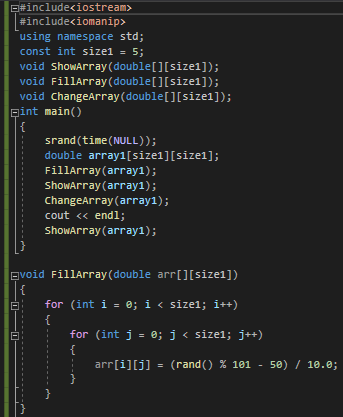 #include<iostream>
#include<iomanip>
using namespace std;
const int size1 = 5;
void ShowArray(double[][size1]);
void FillArray(double[][size1]);
void ChangeArray(double[][size1]);
int main()
{
    srand(time(NULL));
    double array1[size1][size1];
    FillArray(array1);
    ShowArray(array1);
    ChangeArray(array1);
    cout << endl;
    ShowArray(array1);
}
void FillArray(double arr[][size1])
{
    for (int i = 0; i < size1; i++)
    {
        for (int j = 0; j < size1; j++)
        {
            arr[i][j] = (rand() % 101 - 50) / 10.0;
        }
    }
}